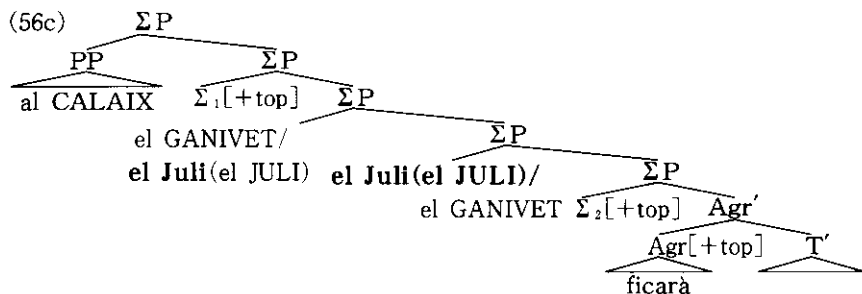 (56c) ΣP
PP ΣP
al CALAIX Σ₁[+top] ΣP
el GANIVET/ ΣP
el Juli(el JULI) el Juli(el JULI)/ ΣP
el GANIVET Σ₂[+top] Agr′
Agr[+top] T′
ficarà